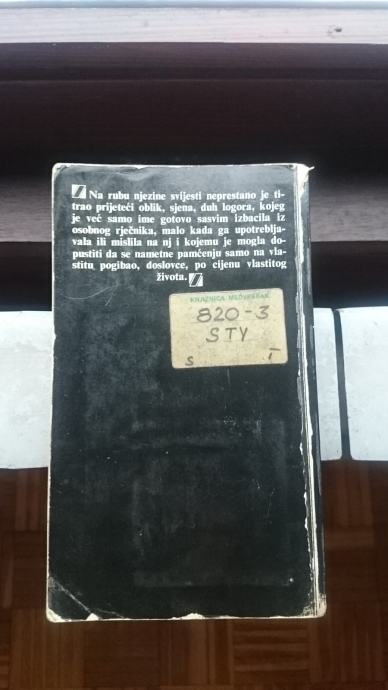 Na rubu njezine svijesti neprestano je ti-
trao prijeteći oblik, sjena, duh logora, kojeg
je već samo ime gotovo sasvim izbacila iz
osobnog rječnika, malo kada ga upotreblja-
vala ili mislila na nj i kojemu je mogla do-
pustiti da se nametne pamćenju samo na vla-
stitu pogibao, doslovce, po cijenu vlastitog
života.
KNJIŽNICA MEDVEŠČAK
820-3
STY
S T